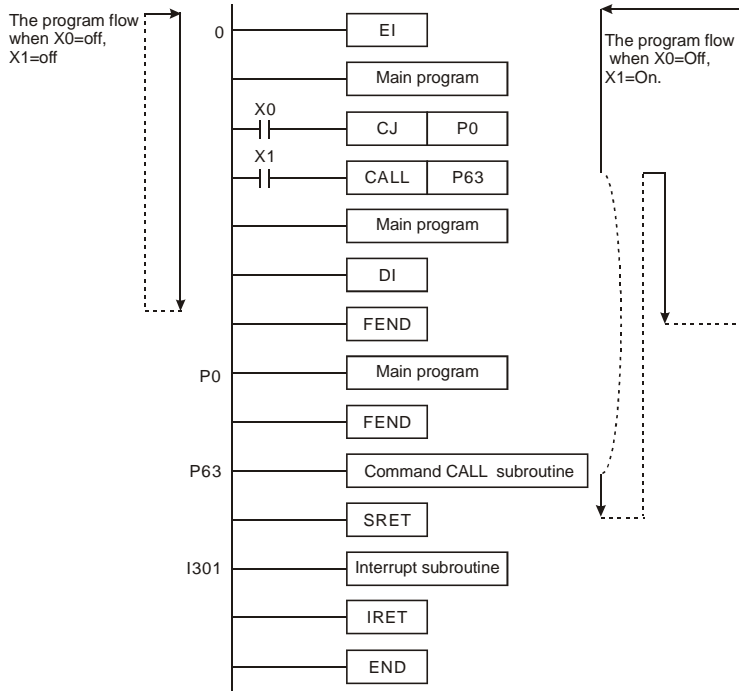 The program flow
when X0=off,
X1=off
0
EI
The program flow
when X0=Off,
X1=On.
Main program
X0
CJ P0
X1
CALL P63
Main program
DI
FEND
P0
Main program
FEND
P63
Command CALL subroutine
SRET
I301
Interrupt subroutine
IRET
END